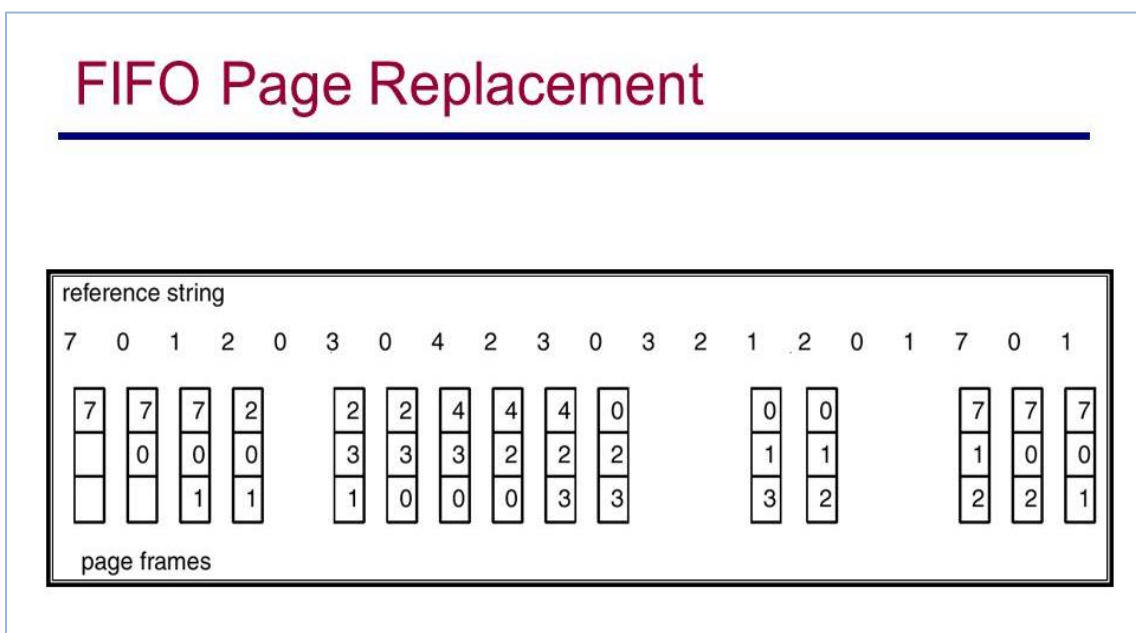 FIFO Page Replacement
reference string
7 0 1 2 0 3 0 4 2 3 0 3 2 1 2 0 1 7 0 1
7 7 7 2 2 2 4 4 4 0 0 0 7 7 7
0 0 0 3 3 3 2 2 2 1 1 1 0 0
1 1 1 0 0 0 3 3 3 2 2 2 1
page frames